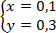 x = 0,1
y = 0,3